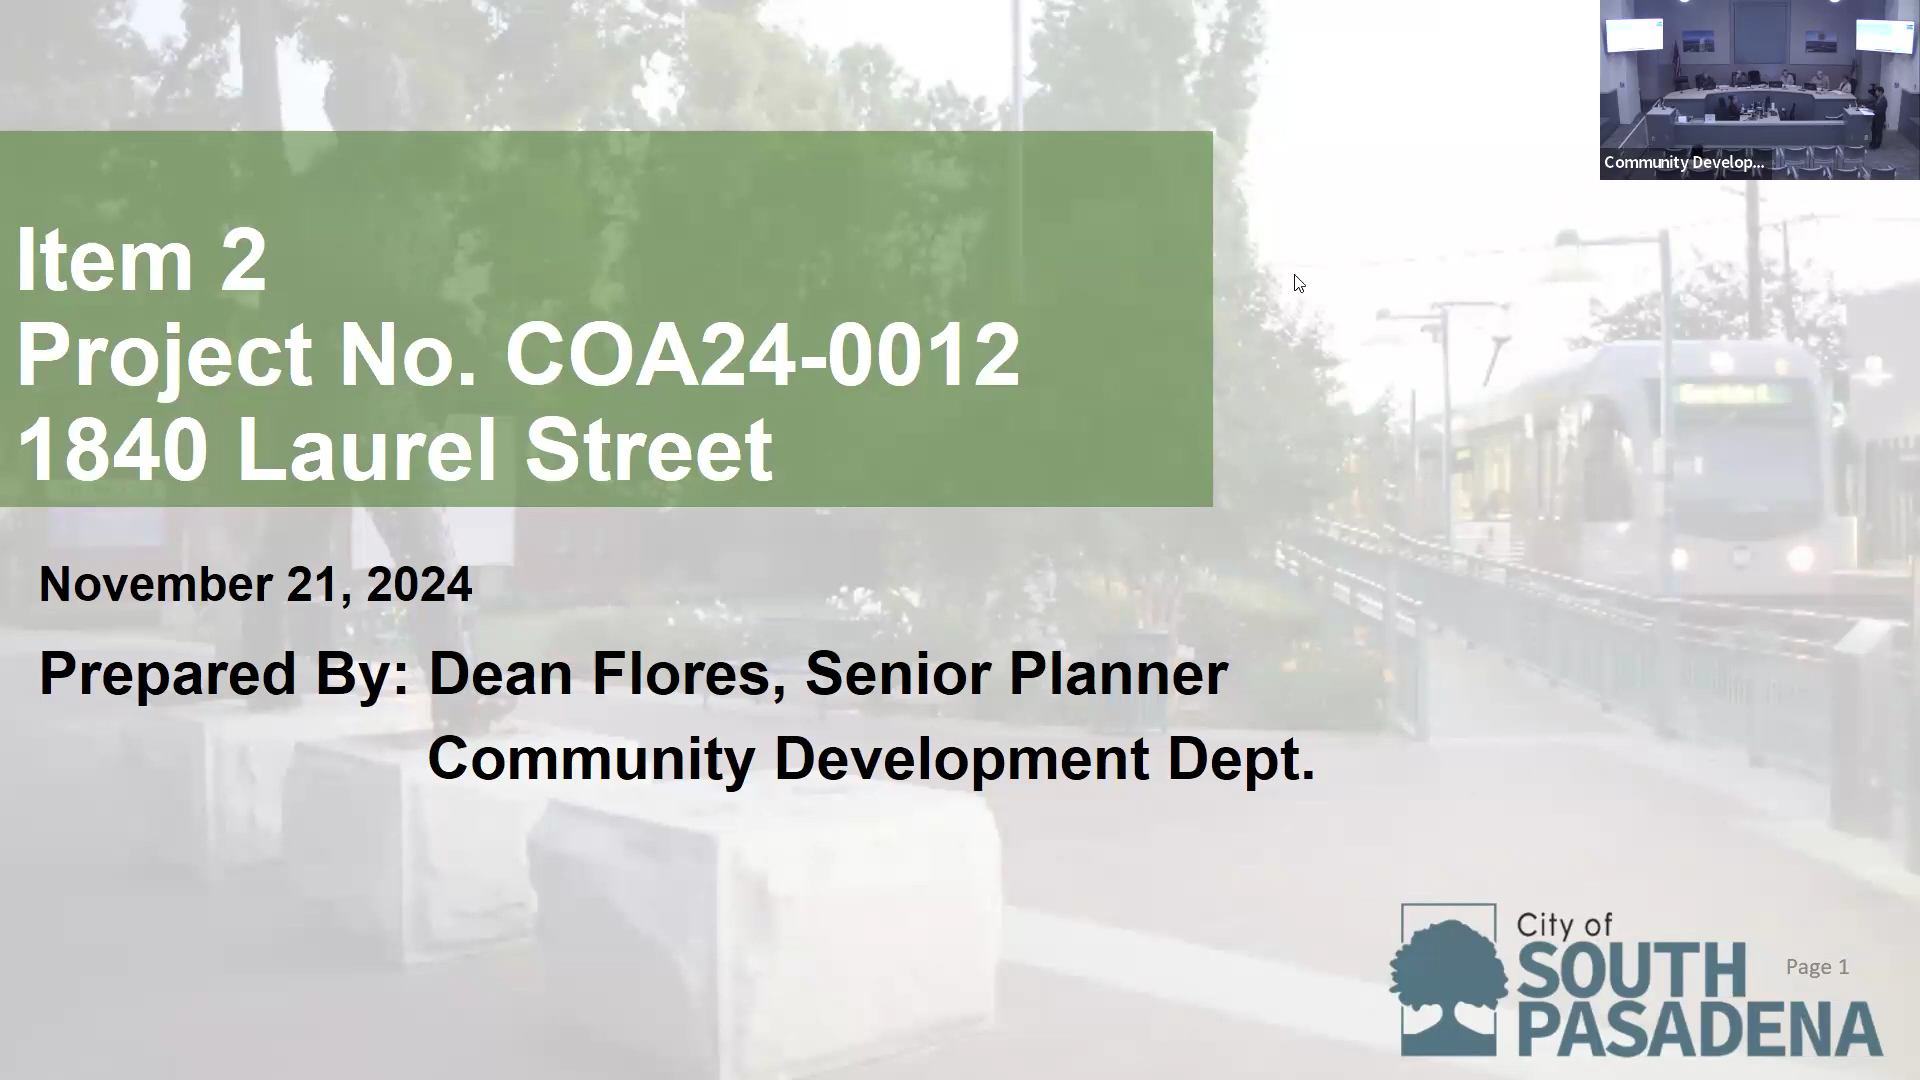 Community Develop...
Item 2
Project No. COA24-0012
1840 Laurel Street
November 21, 2024
Prepared By: Dean Flores, Senior Planner
Community Development Dept.
City of
SOUTH
PASADENA
Page 1